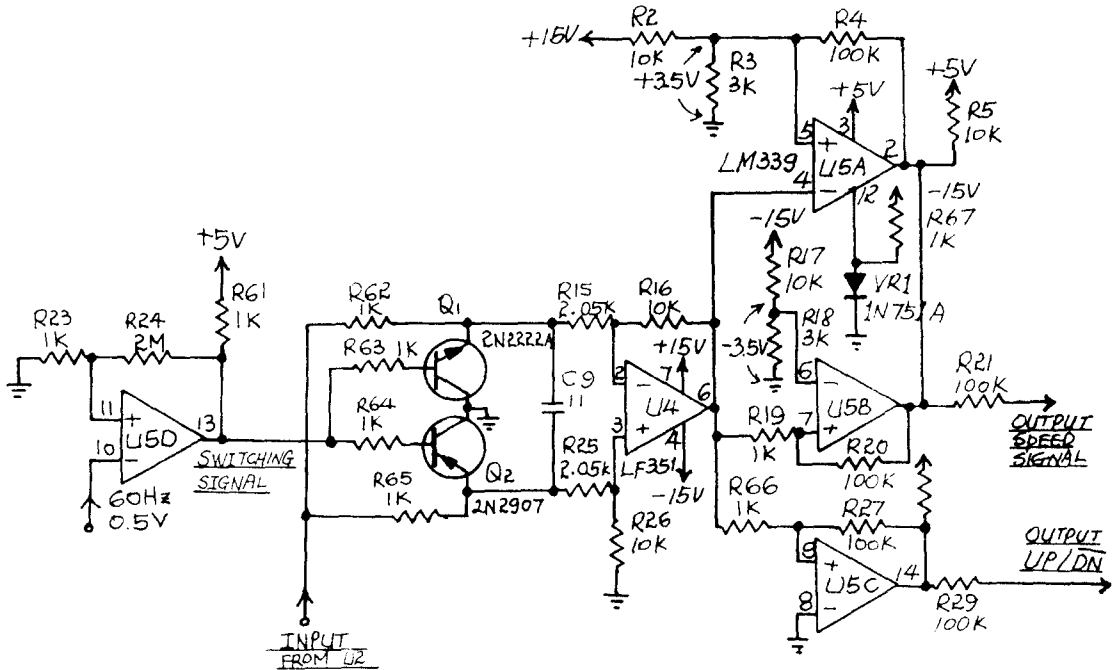 R2
10K
+15V
R4
100K
R3
3K
+3.5V
+5V
+5V
R5
10K
3
5
+
4
-
2
12
LM339
U5A
-15V
R67
1K
-15V
R17
10K
VR1
1N751A
R18
3K
-3.5V
+5V
R61
1K
R23
1K
R24
2M
11
+
10
-
13
U5D
SWITCHING
SIGNAL
60Hz
0.5V
R62
1K
R63 1K
R64
1K
R65
1K
Q1
2N2222A
Q2
2N2907
C9
R15
2.05K
R16
10K
+15V
2
-
7
3
+
4
6
U4
LF351
-15V
R25
2.05K
R26
10K
6
-
7
+
U5B
R19
1K
R20
100K
R21
100K
OUTPUT
SPEED
SIGNAL
R66
1K
R27
100K
9
+
8
-
14
U5C
R29
100K
OUTPUT
UP/DN
INPUT
FROM U2